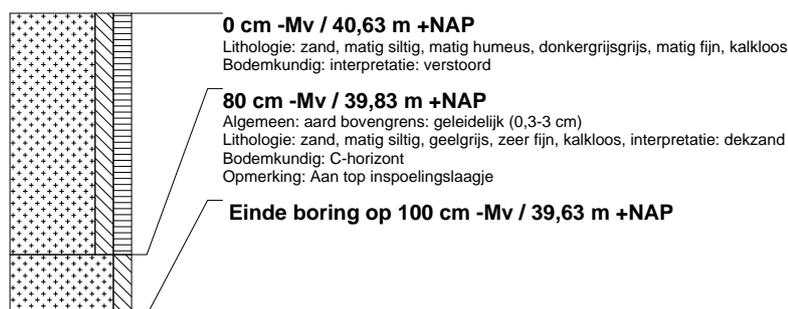 0 cm -Mv / 40,63 m +NAP
Lithologie: zand, matig siltig, matig humeus, donkergrijsgrijs, matig fijn, kalkloos
Bodemkundig: interpretatie: verstoord
80 cm -Mv / 39,83 m +NAP
Algemeen: aard bovengrens: geleidelijk (0,3-3 cm)
Lithologie: zand, matig siltig, geelgrijs, zeer fijn, kalkloos, interpretatie: dekzand
Bodemkundig: C-horizont
Opmerking: Aan top inspoelingslaagje
Einde boring op 100 cm -Mv / 39,63 m +NAP